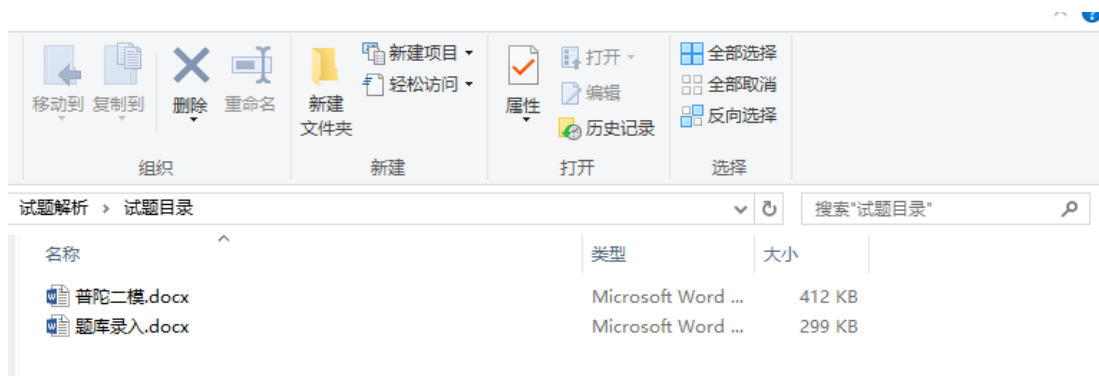 移动到 复制到 删除 重命名 新建文件夹 新建项目 轻松访问 属性 打开 编辑 历史记录 全部选择 全部取消 反向选择
组织 新建 打开 选择
试题解析 > 试题目录 搜索"试题目录"
名称 类型 大小
普陀二模.docx Microsoft Word ... 412 KB
题库录入.docx Microsoft Word ... 299 KB